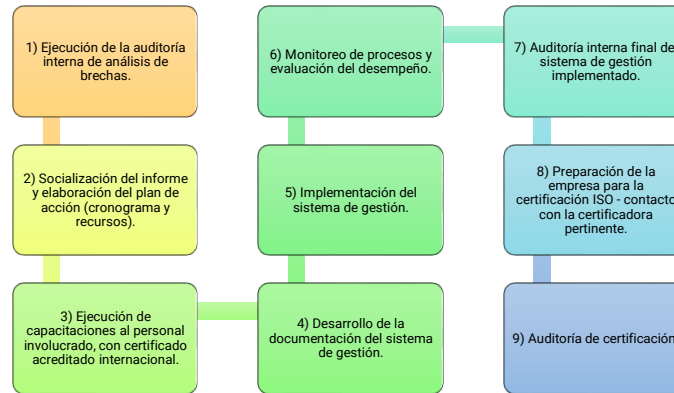 1) Ejecución de la auditoría
interna de análisis de
brechas.
2) Socialización del informe
y elaboración del plan de
acción (cronograma y
recursos).
3) Ejecución de
capacitaciones al personal
involucrado, con certificado
acreditado internacional.
4) Desarrollo de la
documentación del sistema
de gestión.
5) Implementación del
sistema de gestión.
6) Monitoreo de procesos y
evaluación del desempeño.
7) Auditoría interna final de
sistema de gestión
implementado.
8) Preparación de la
empresa para la
certificación ISO - contacto
con la certificadora
pertinente.
9) Auditoría de certificación